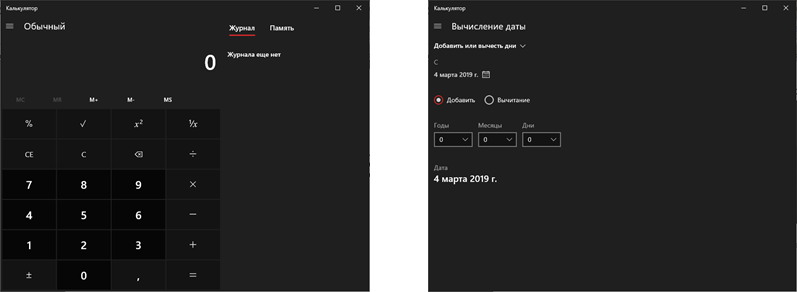 Калькулятор
Обычный
Журнал Память
Журнала еще нет
0
MC MR M+ M- MS
% √ x² ¹/x
CE C ⌫ ÷
7 8 9 ×
4 5 6 −
1 2 3 +
± 0 , =
Калькулятор
Вычисление даты
Добавить или вычесть дни
С
4 марта 2019 г.
Добавить Вычитание
Годы Месяцы Дни
0 0 0
Дата
4 марта 2019 г.